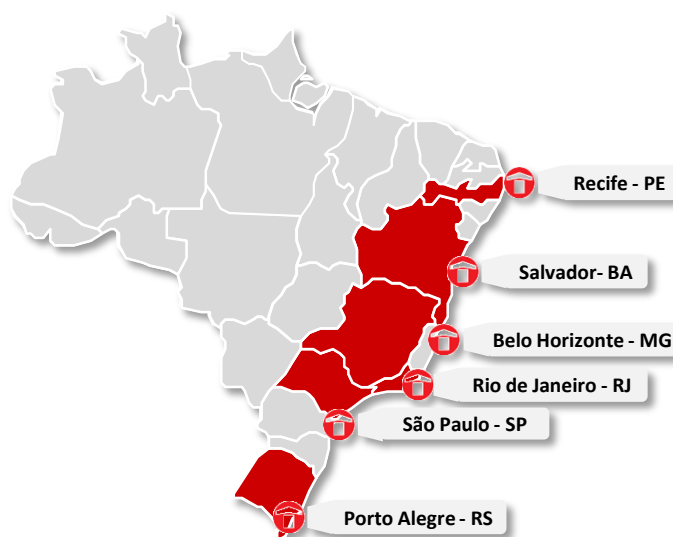 Recife - PE
Salvador- BA
Belo Horizonte - MG
Rio de Janeiro - RJ
São Paulo - SP
Porto Alegre - RS